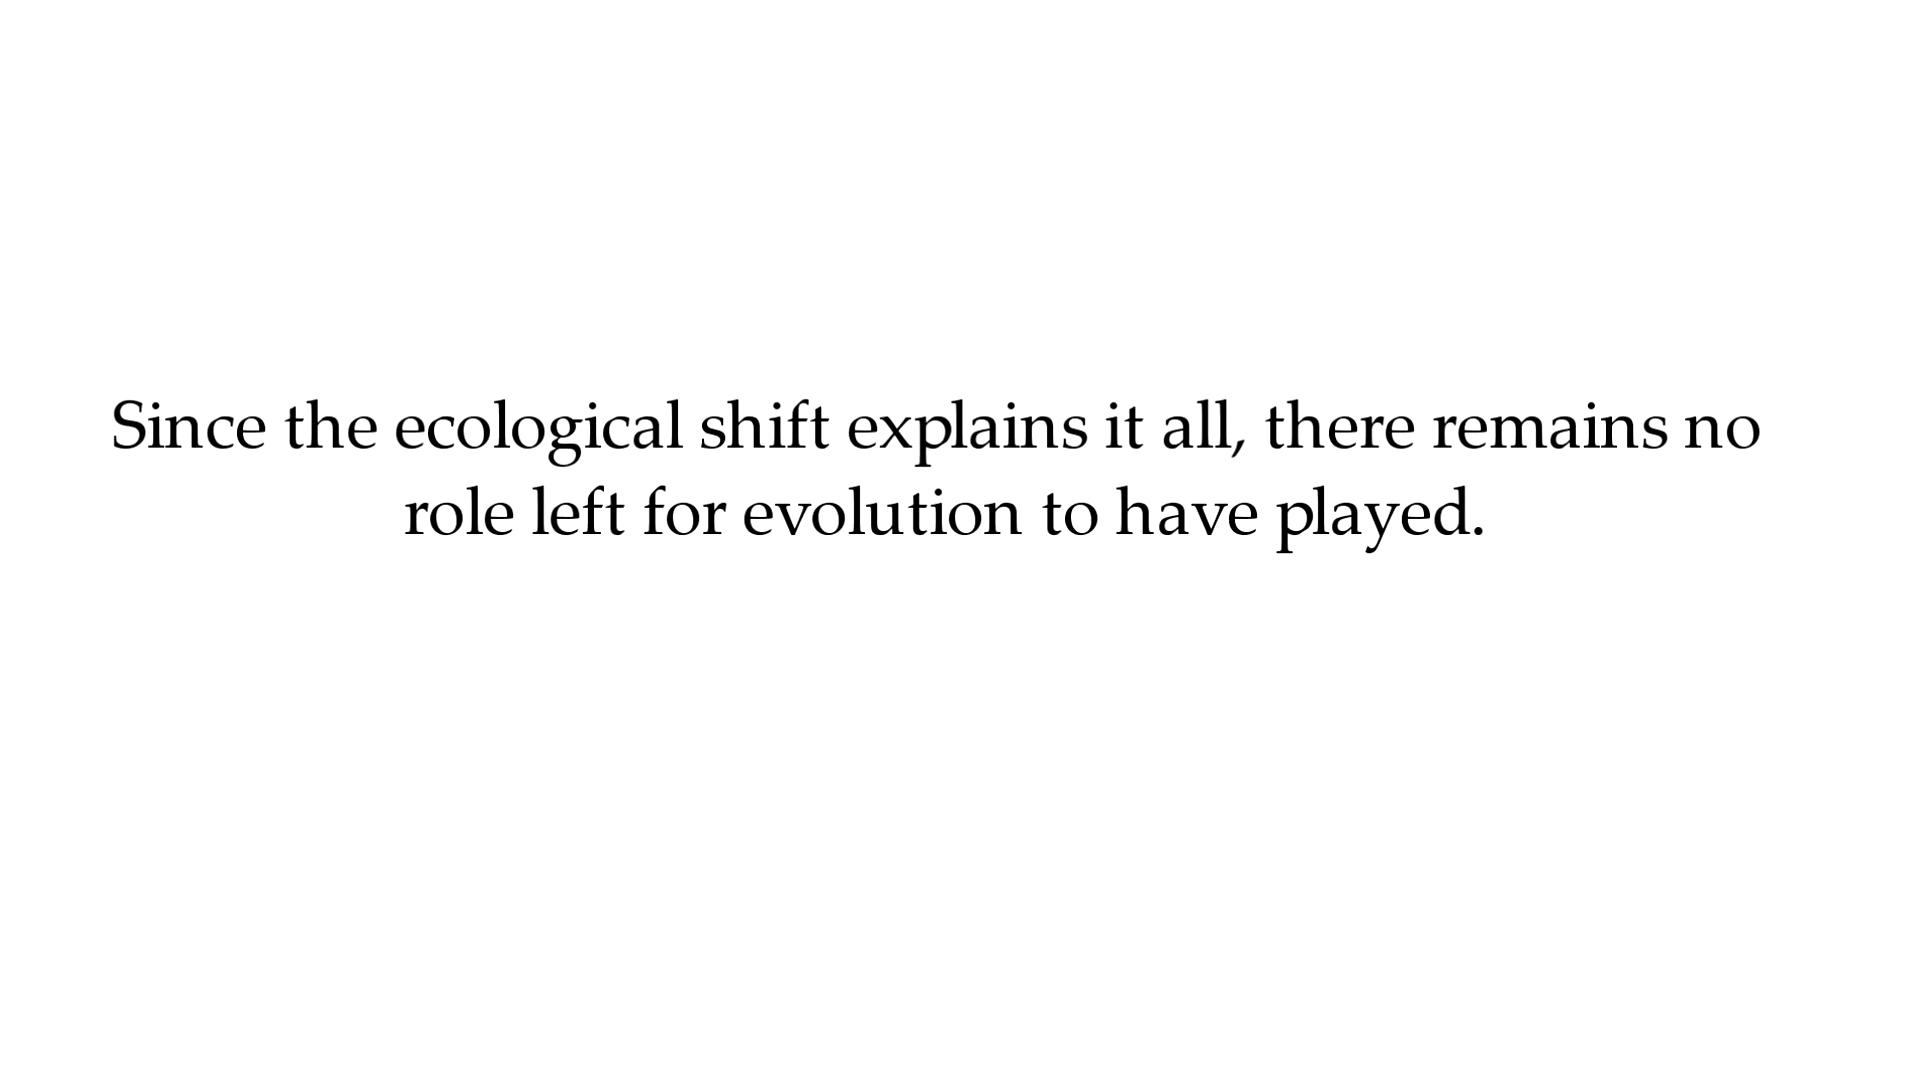 Since the ecological shift explains it all, there remains no
role left for evolution to have played.